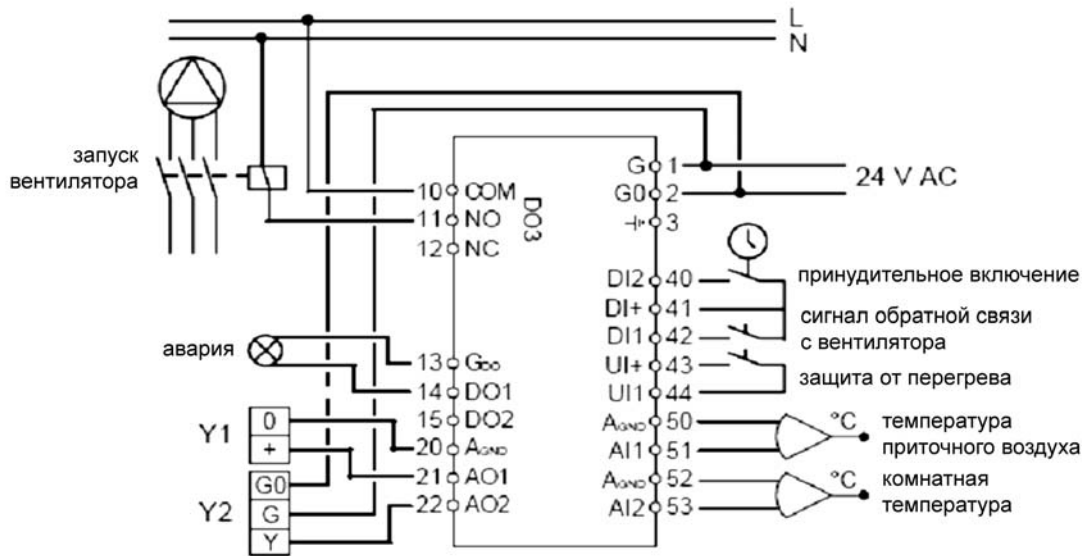 L
N
запуск
вентилятора
10 COM
11 NO
12 NC
DO3
G 1
G0 2
3
24 V AC
DI2 40
DI+ 41
DI1 42
UI+ 43
UI1 44
принудительное включение
сигнал обратной связи
с вентилятора
защита от перегрева
авария
13 GDO
14 DO1
15 DO2
20 AGND
21 AO1
22 AO2
Y1
0
+
Y2
G0
G
Y
AGND 50
AI1 51
AGND 52
AI2 53
°C
температура
приточного воздуха
°C
комнатная
температура